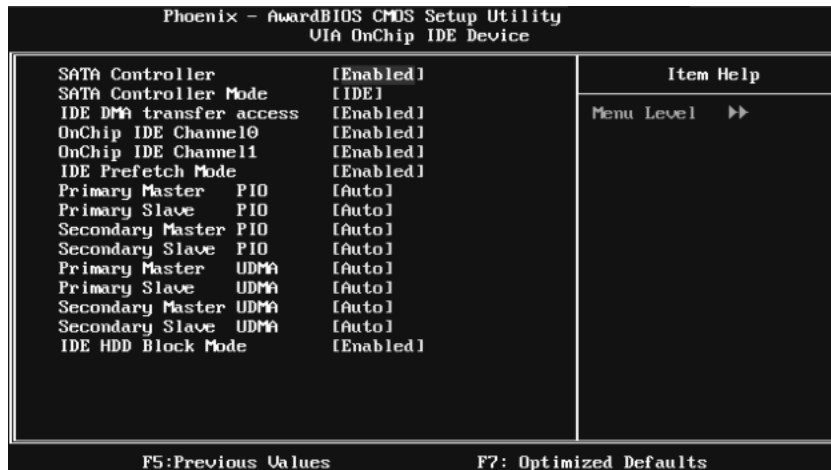 Phoenix - AwardBIOS CMOS Setup Utility
VIA OnChip IDE Device
SATA Controller [Enabled]
SATA Controller Mode [IDE]
IDE DMA transfer access [Enabled]
OnChip IDE Channel0 [Enabled]
OnChip IDE Channel1 [Enabled]
IDE Prefetch Mode [Enabled]
Primary Master PIO [Auto]
Primary Slave PIO [Auto]
Secondary Master PIO [Auto]
Secondary Slave PIO [Auto]
Primary Master UDMA [Auto]
Primary Slave UDMA [Auto]
Secondary Master UDMA [Auto]
Secondary Slave UDMA [Auto]
IDE HDD Block Mode [Enabled]
Item Help
Menu Level
F5:Previous Values F7: Optimized Defaults